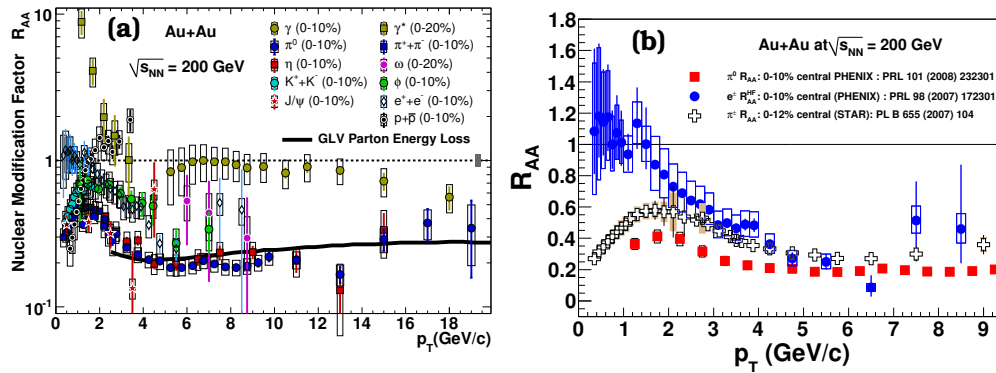 (a)
Au+Au
√sNN = 200 GeV
γ (0-10%)
π⁰ (0-10%)
η (0-10%)
K⁺+K⁻ (0-10%)
J/ψ (0-10%)
γ* (0-20%)
π⁺+π⁻ (0-10%)
ω (0-20%)
φ (0-10%)
e⁺+e⁻ (0-10%)
p+p̅ (0-10%)
GLV Parton Energy Loss
Nuclear Modification Factor R_AA
10
1
10⁻¹
0 2 4 6 8 10 12 14 16 18 20
p_T(GeV/c)
(b)
Au+Au at √sNN = 200 GeV
π⁰ R_AA: 0-10% central PHENIX : PRL 101 (2008) 232301
e± R_AA^HF: 0-10% central (PHENIX) : PRL 98 (2007) 172301
π± R_AA: 0-12% central (STAR): PL B 655 (2007) 104
R_AA
1.8
1.6
1.4
1.2
1
0.8
0.6
0.4
0.2
0
0 1 2 3 4 5 6 7 8 9
p_T (GeV/c)